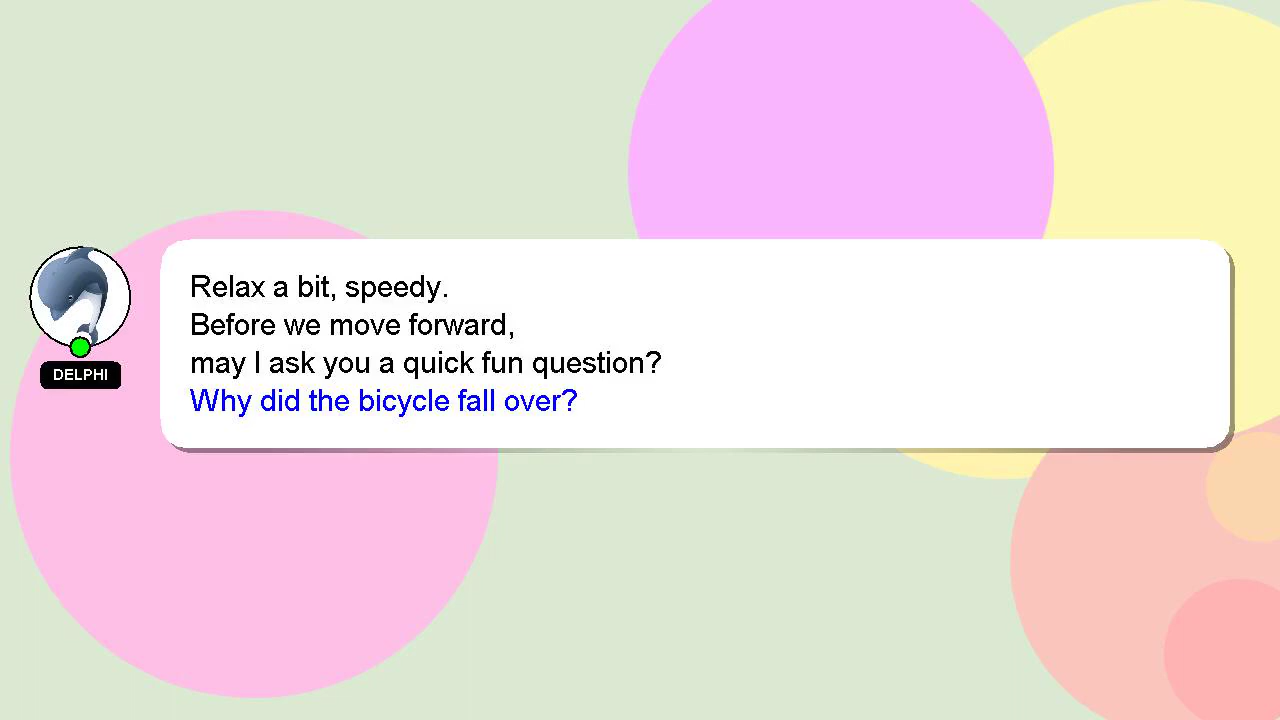 Relax a bit, speedy.
Before we move forward,
may I ask you a quick fun question?
Why did the bicycle fall over?
DELPHI